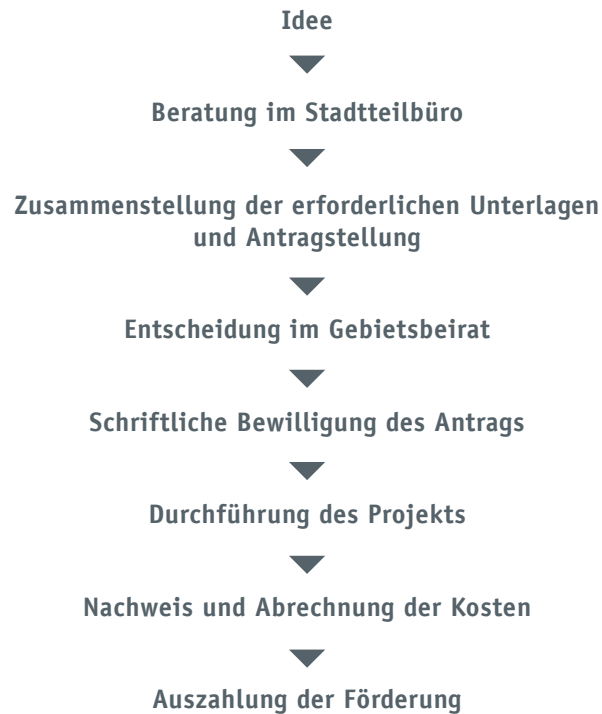 Idee
Beratung im Stadtteilbüro
Zusammenstellung der erforderlichen Unterlagen
und Antragstellung
Entscheidung im Gebietsbeirat
Schriftliche Bewilligung des Antrags
Durchführung des Projekts
Nachweis und Abrechnung der Kosten
Auszahlung der Förderung